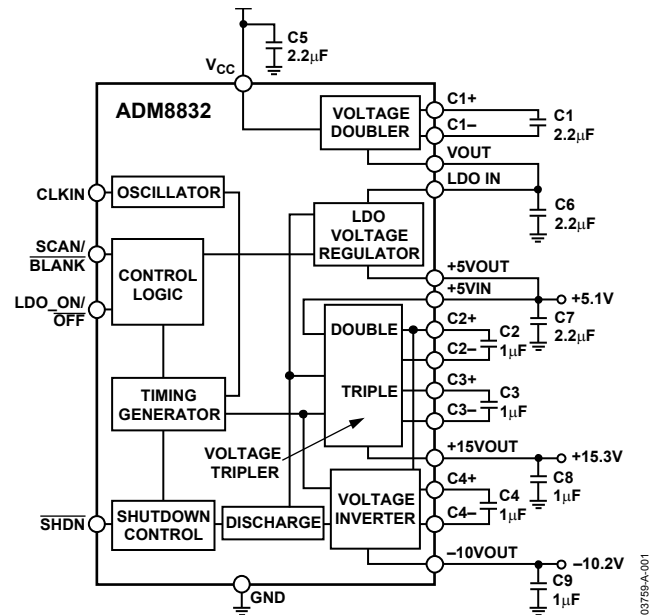 C5
2.2μF
VCC
ADM8832
VOLTAGE
DOUBLER
C1+
C1–
C1
2.2μF
VOUT
LDO IN
CLKIN
OSCILLATOR
LDO
VOLTAGE
REGULATOR
C6
2.2μF
SCAN/
BLANK
CONTROL
LOGIC
LDO_ON/
OFF
+5VOUT
+5VIN
+5.1V
C7
2.2μF
DOUBLE
C2+
C2–
C2
1μF
TRIPLE
C3+
C3–
C3
1μF
TIMING
GENERATOR
VOLTAGE
TRIPLER
+15VOUT
+15.3V
C8
1μF
C4+
C4–
C4
1μF
SHDN
SHUTDOWN
CONTROL
DISCHARGE
VOLTAGE
INVERTER
–10VOUT
–10.2V
C9
1μF
GND
03759-A-001